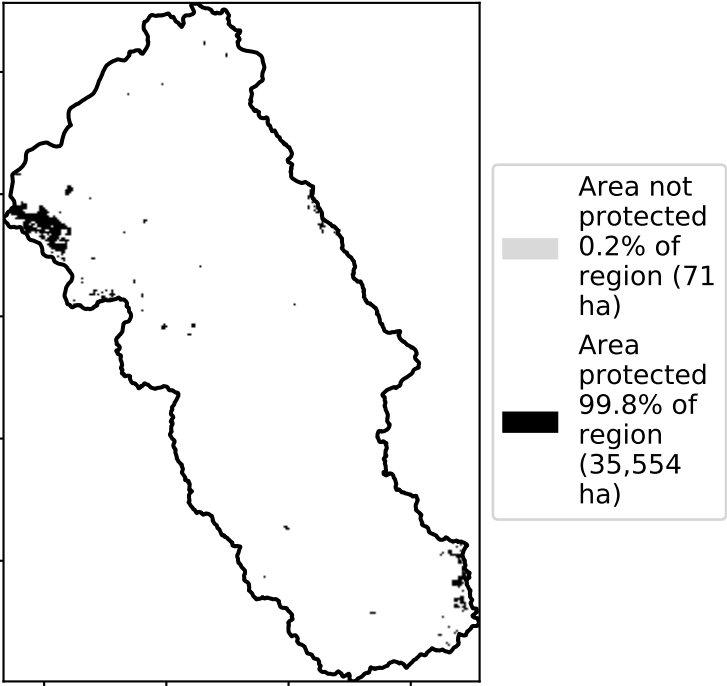 Area not
protected
0.2% of
region (71
ha)
Area
protected
99.8% of
region
(35,554
ha)